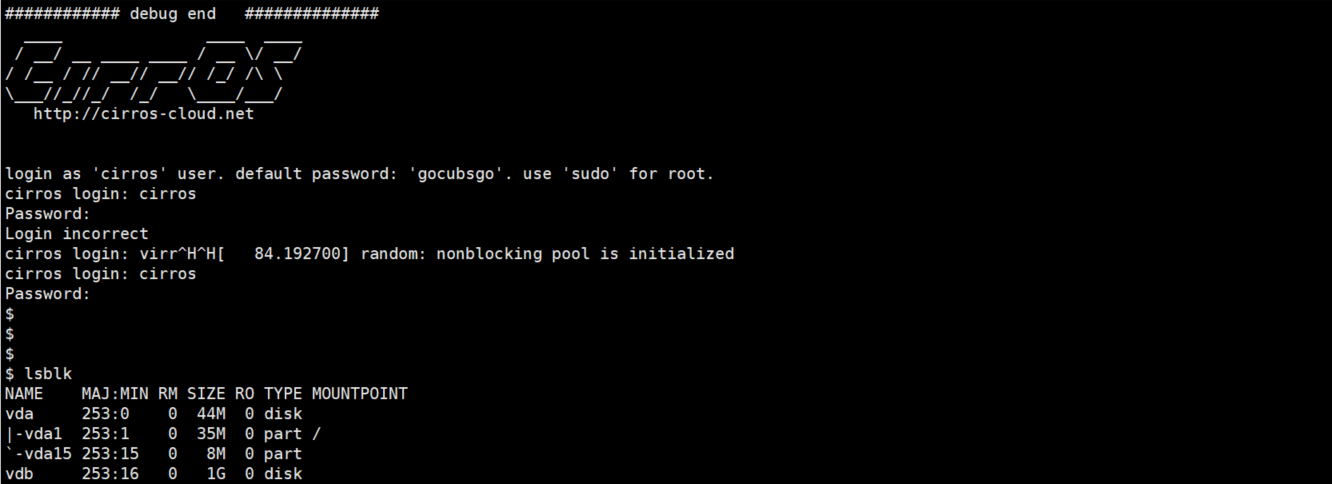 ############ debug end   ##############
  ____               ____  ____
 / __/ __ ____ ____ / __ \/ __/
/ /__ / // __// __// /_/ /\ \
\___//_//_/  /_/   \____/___/
   http://cirros-cloud.net
login as 'cirros' user. default password: 'gocubsgo'. use 'sudo' for root.
cirros login: cirros
Password:
Login incorrect
cirros login: virr^H^H[   84.192700] random: nonblocking pool is initialized
cirros login: cirros
Password:
$
$
$
$ lsblk
NAME    MAJ:MIN RM SIZE RO TYPE MOUNTPOINT
vda     253:0    0  44M  0 disk
|-vda1  253:1    0  35M  0 part /
`-vda15 253:15   0   8M  0 part
vdb     253:16   0   1G  0 disk